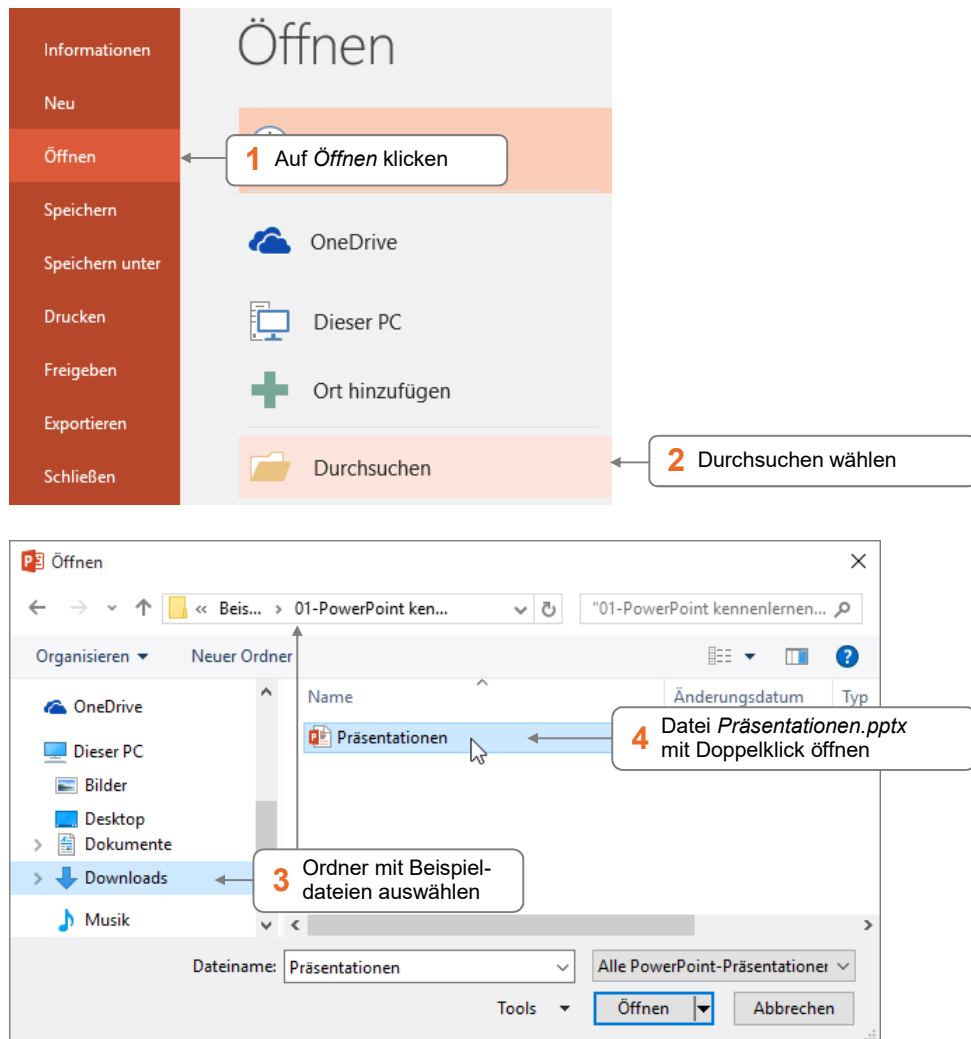 Öffnen
Informationen
Neu
Öffnen
1 Auf Öffnen klicken
Speichern
OneDrive
Speichern unter
Drucken
Dieser PC
Freigeben
Ort hinzufügen
Exportieren
Durchsuchen
2 Durchsuchen wählen
Schließen
Öffnen
« Beis... > 01-PowerPoint ken...
"01-PowerPoint kennenlernen...
Organisieren
Neuer Ordner
Name
Änderungsdatum
Typ
OneDrive
Präsentationen
4 Datei Präsentationen.pptx
mit Doppelklick öffnen
Dieser PC
Bilder
Desktop
Dokumente
Downloads
3 Ordner mit Beispiel-
dateien auswählen
Musik
Dateiname:
Präsentationen
Alle PowerPoint-Präsentationen
Tools
Öffnen
Abbrechen